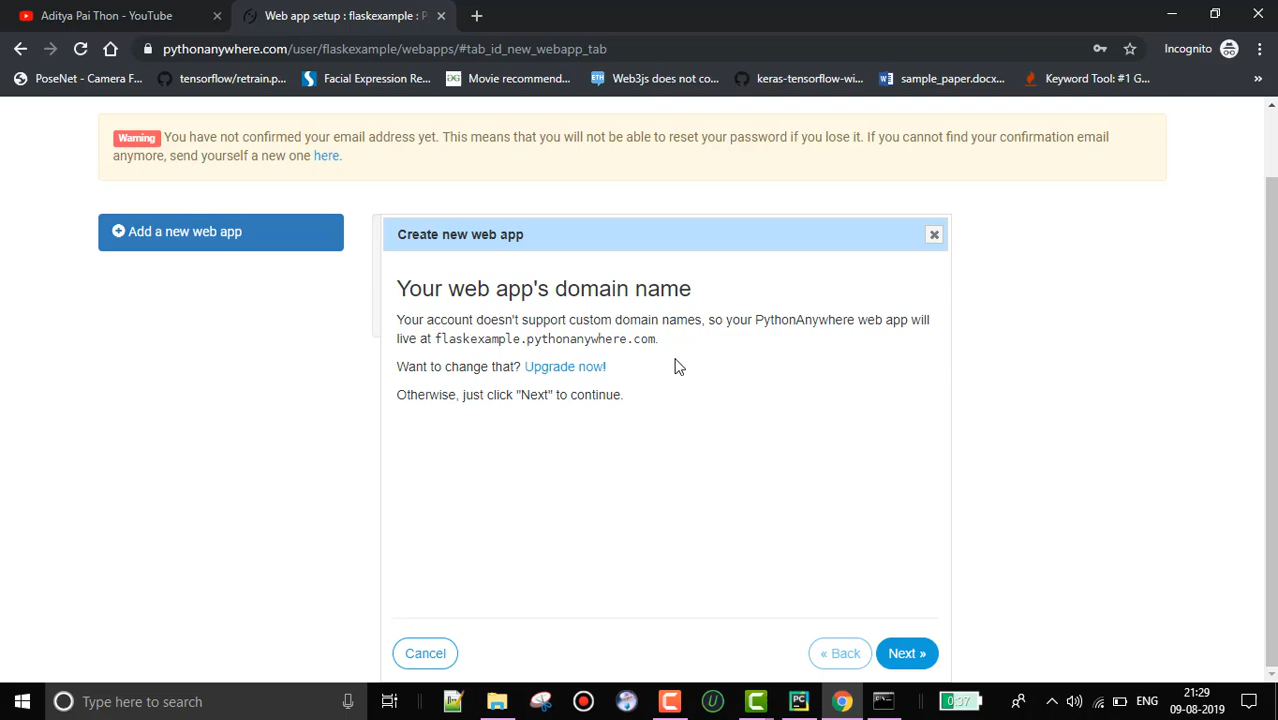 Aditya Pai Thon - YouTube
Web app setup : flaskexample : P
pythonanywhere.com/user/flaskexample/webapps/#tab_id_new_webapp_tab
Incognito
PoseNet - Camera F...
tensorflow/retrain.p...
Facial Expression Re...
Movie recommend...
Web3js does not co...
keras-tensorflow-wi...
sample_paper.docx...
Keyword Tool: #1 G...
»
Warning You have not confirmed your email address yet. This means that you will not be able to reset your password if you lose it. If you cannot find your confirmation email
anymore, send yourself a new one here.
Add a new web app
Create new web app
Your web app's domain name
Your account doesn't support custom domain names, so your PythonAnywhere web app will
live at flaskexample.pythonanywhere.com.
Want to change that? Upgrade now!
Otherwise, just click "Next" to continue.
Cancel
« Back
Next »
Type here to search
PC
0:37
ENG
21:29
09-08-2019